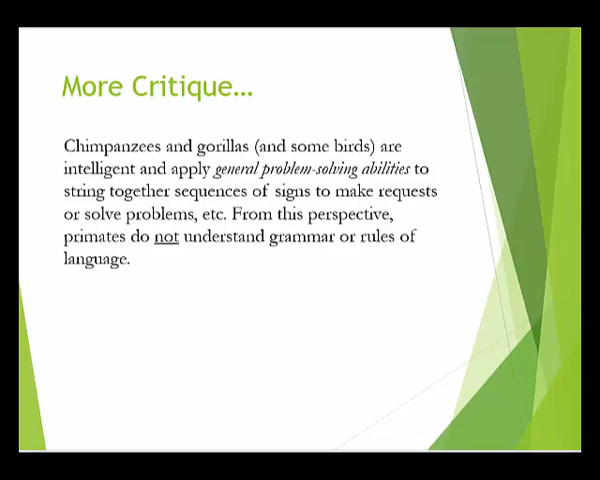 More Critique...
Chimpanzees and gorillas (and some birds) are
intelligent and apply general problem-solving abilities to
string together sequences of signs to make requests
or solve problems, etc. From this perspective,
primates do not understand grammar or rules of
language.